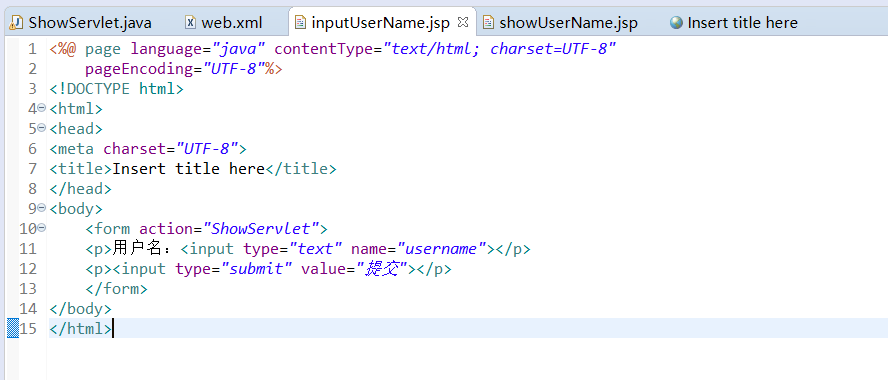 ShowServlet.java web.xml inputUserName.jsp showUserName.jsp Insert title here
1 <%@ page language="java" contentType="text/html; charset=UTF-8"
2     pageEncoding="UTF-8"%>
3 <!DOCTYPE html>
4 <html>
5 <head>
6 <meta charset="UTF-8">
7 <title>Insert title here</title>
8 </head>
9 <body>
10     <form action="ShowServlet">
11     <p>用户名：<input type="text" name="username"></p>
12     <p><input type="submit" value="提交"></p>
13     </form>
14 </body>
15 </html>